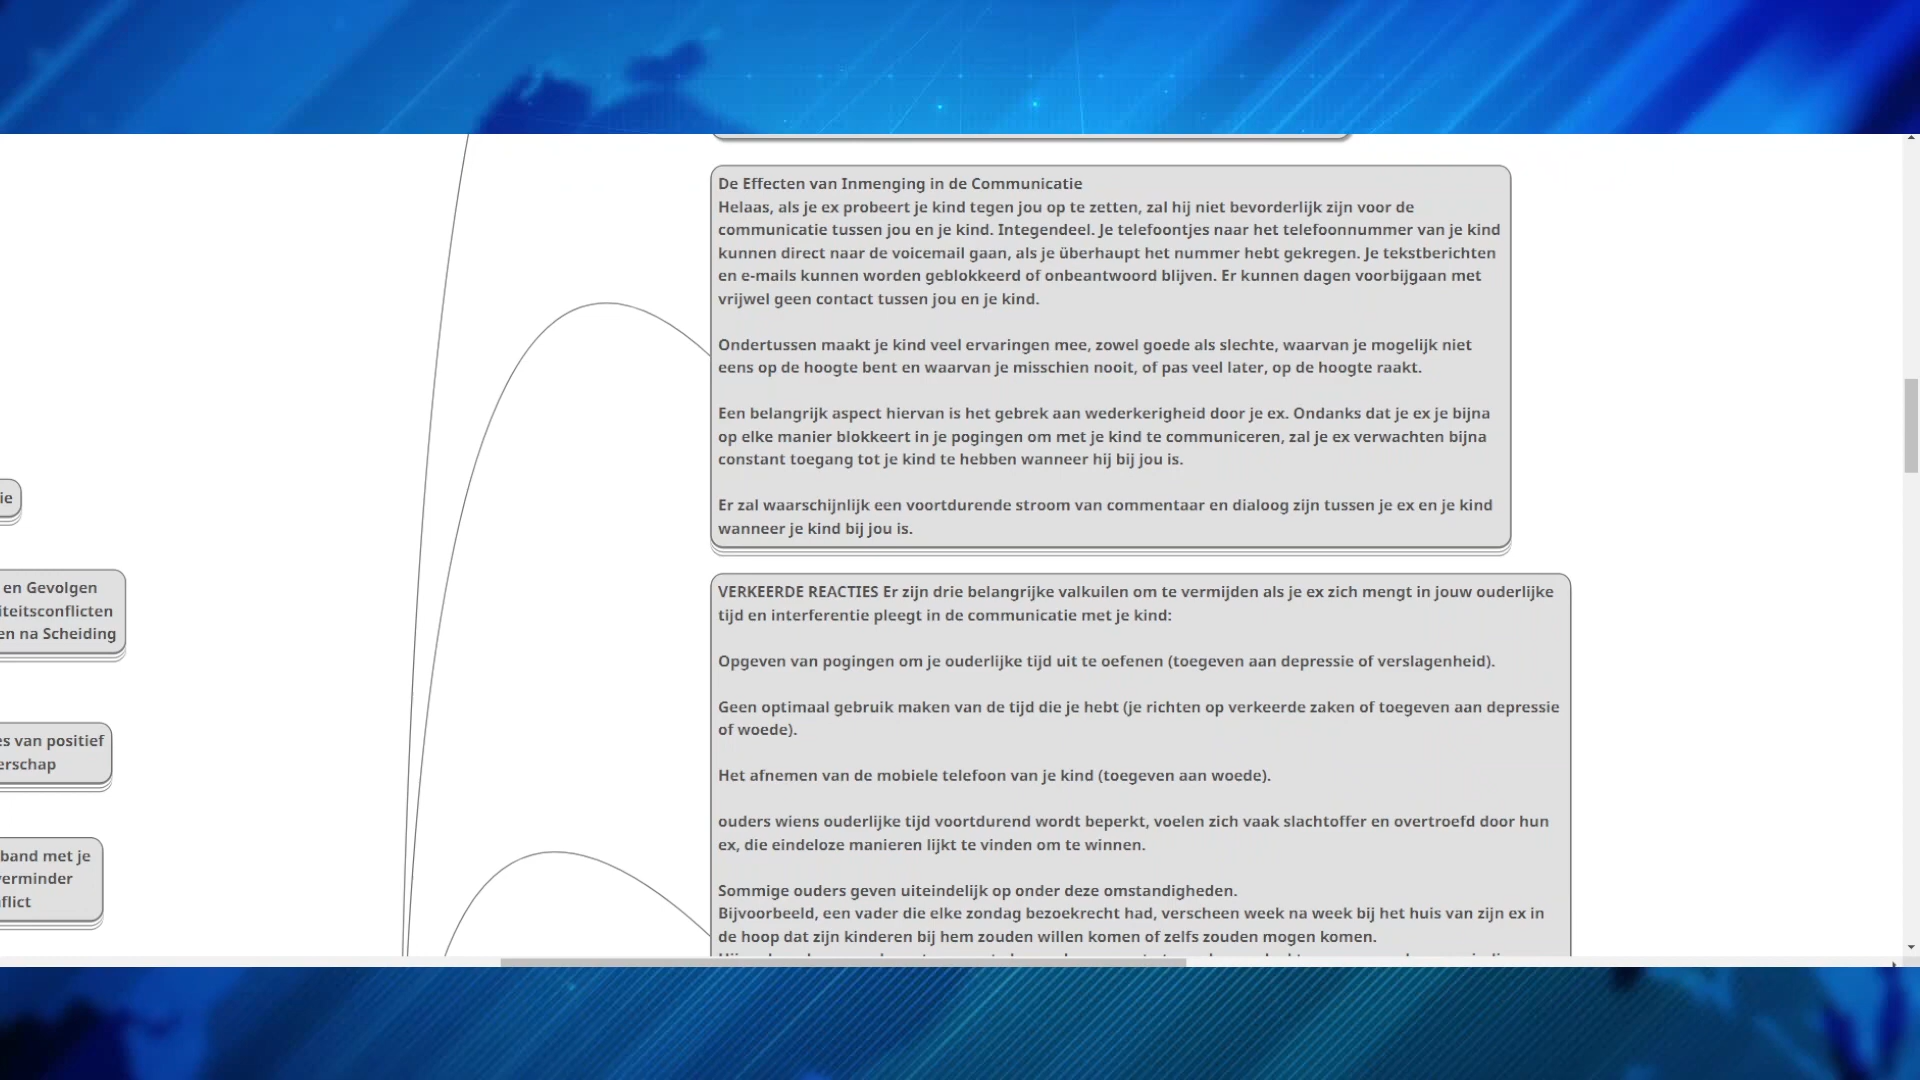 De Effecten van Inmenging in de Communicatie
Helaas, als je ex probeert je kind tegen jou op te zetten, zal hij niet bevorderlijk zijn voor de
communicatie tussen jou en je kind. Integendeel. Je telefoontjes naar het telefoonnummer van je kind
kunnen direct naar de voicemail gaan, als je überhaupt het nummer hebt gekregen. Je tekstberichten
en e-mails kunnen worden geblokkeerd of onbeantwoord blijven. Er kunnen dagen voorbijgaan met
vrijwel geen contact tussen jou en je kind.
Ondertussen maakt je kind veel ervaringen mee, zowel goede als slechte, waarvan je mogelijk niet
eens op de hoogte bent en waarvan je misschien nooit, of pas veel later, op de hoogte raakt.
Een belangrijk aspect hiervan is het gebrek aan wederkerigheid door je ex. Ondanks dat je ex je bijna
op elke manier blokkeert in je pogingen om met je kind te communiceren, zal je ex verwachten bijna
constant toegang tot je kind te hebben wanneer hij bij jou is.
Er zal waarschijnlijk een voortdurende stroom van commentaar en dialoog zijn tussen je ex en je kind
wanneer je kind bij jou is.
ie
en Gevolgen
iteitsconflicten
en na Scheiding
es van positief
erschap
band met je
verminder
flict
VERKEERDE REACTIES Er zijn drie belangrijke valkuilen om te vermijden als je ex zich mengt in jouw ouderlijke
tijd en interferentie pleegt in de communicatie met je kind:
Opgeven van pogingen om je ouderlijke tijd uit te oefenen (toegeven aan depressie of verslagenheid).
Geen optimaal gebruik maken van de tijd die je hebt (je richten op verkeerde zaken of toegeven aan depressie
of woede).
Het afnemen van de mobiele telefoon van je kind (toegeven aan woede).
ouders wiens ouderlijke tijd voortdurend wordt beperkt, voelen zich vaak slachtoffer en overtroefd door hun
ex, die eindeloze manieren lijkt te vinden om te winnen.
Sommige ouders geven uiteindelijk op onder deze omstandigheden.
Bijvoorbeeld, een vader die elke zondag bezoekrecht had, verscheen week na week bij het huis van zijn ex in
de hoop dat zijn kinderen bij hem zouden willen komen of zelfs zouden mogen komen.